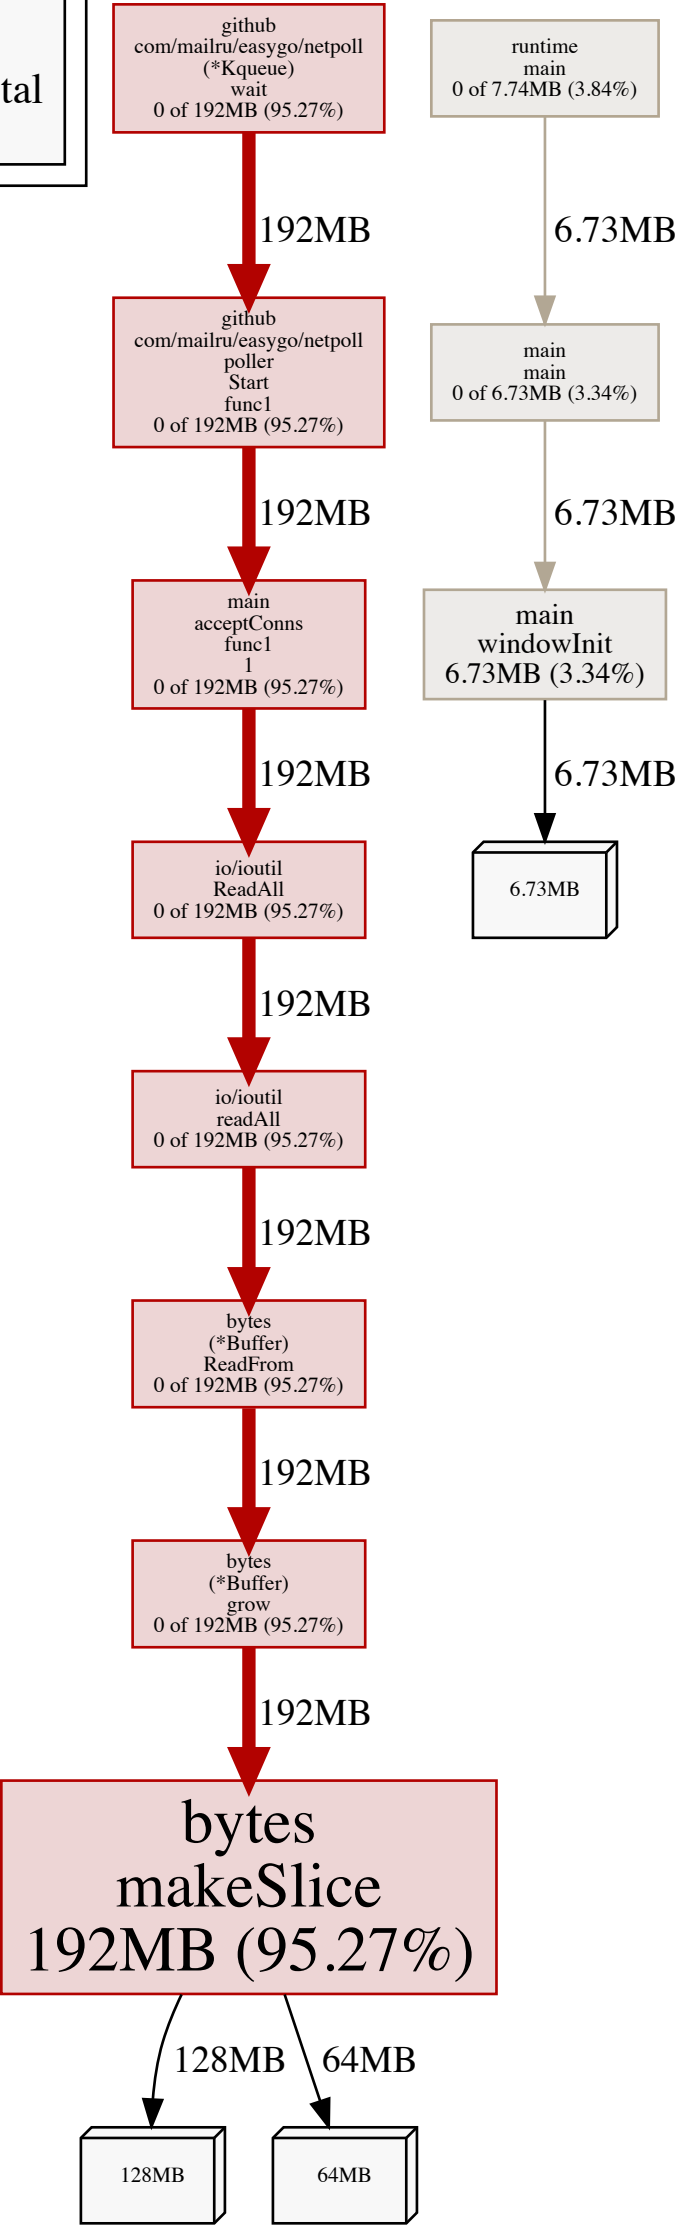 tal
github
com/mailru/easygo/netpoll
(*Kqueue)
wait
0 of 192MB (95.27%)
192MB
github
com/mailru/easygo/netpoll
poller
Start
func1
0 of 192MB (95.27%)
192MB
main
acceptConns
func1
1
0 of 192MB (95.27%)
192MB
io/ioutil
ReadAll
0 of 192MB (95.27%)
192MB
io/ioutil
readAll
0 of 192MB (95.27%)
192MB
bytes
(*Buffer)
ReadFrom
0 of 192MB (95.27%)
192MB
bytes
(*Buffer)
grow
0 of 192MB (95.27%)
192MB
bytes
makeSlice
192MB (95.27%)
128MB
64MB
128MB
64MB
runtime
main
0 of 7.74MB (3.84%)
6.73MB
main
main
0 of 6.73MB (3.34%)
6.73MB
main
windowInit
6.73MB (3.34%)
6.73MB
6.73MB